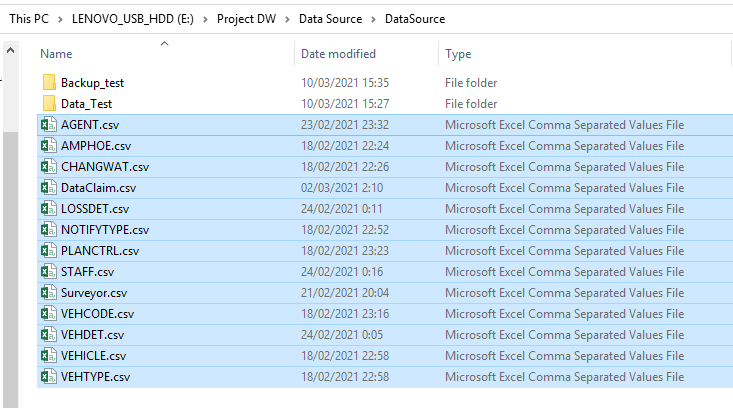 This PC > LENOVO_USB_HDD (E:) > Project DW > Data Source > DataSource
Name Date modified Type
Backup_test 10/03/2021 15:35 File folder
Data_Test 10/03/2021 15:27 File folder
AGENT.csv 23/02/2021 23:32 Microsoft Excel Comma Separated Values File
AMPHOE.csv 18/02/2021 22:24 Microsoft Excel Comma Separated Values File
CHANGWAT.csv 18/02/2021 22:26 Microsoft Excel Comma Separated Values File
DataClaim.csv 02/03/2021 2:10 Microsoft Excel Comma Separated Values File
LOSSDET.csv 24/02/2021 0:11 Microsoft Excel Comma Separated Values File
NOTIFYTYPE.csv 18/02/2021 22:52 Microsoft Excel Comma Separated Values File
PLANCTRL.csv 18/02/2021 23:23 Microsoft Excel Comma Separated Values File
STAFF.csv 24/02/2021 0:16 Microsoft Excel Comma Separated Values File
Surveyor.csv 21/02/2021 20:04 Microsoft Excel Comma Separated Values File
VEHCODE.csv 18/02/2021 23:16 Microsoft Excel Comma Separated Values File
VEHDET.csv 24/02/2021 0:05 Microsoft Excel Comma Separated Values File
VEHICLE.csv 18/02/2021 22:58 Microsoft Excel Comma Separated Values File
VEHTYPE.csv 18/02/2021 22:58 Microsoft Excel Comma Separated Values File